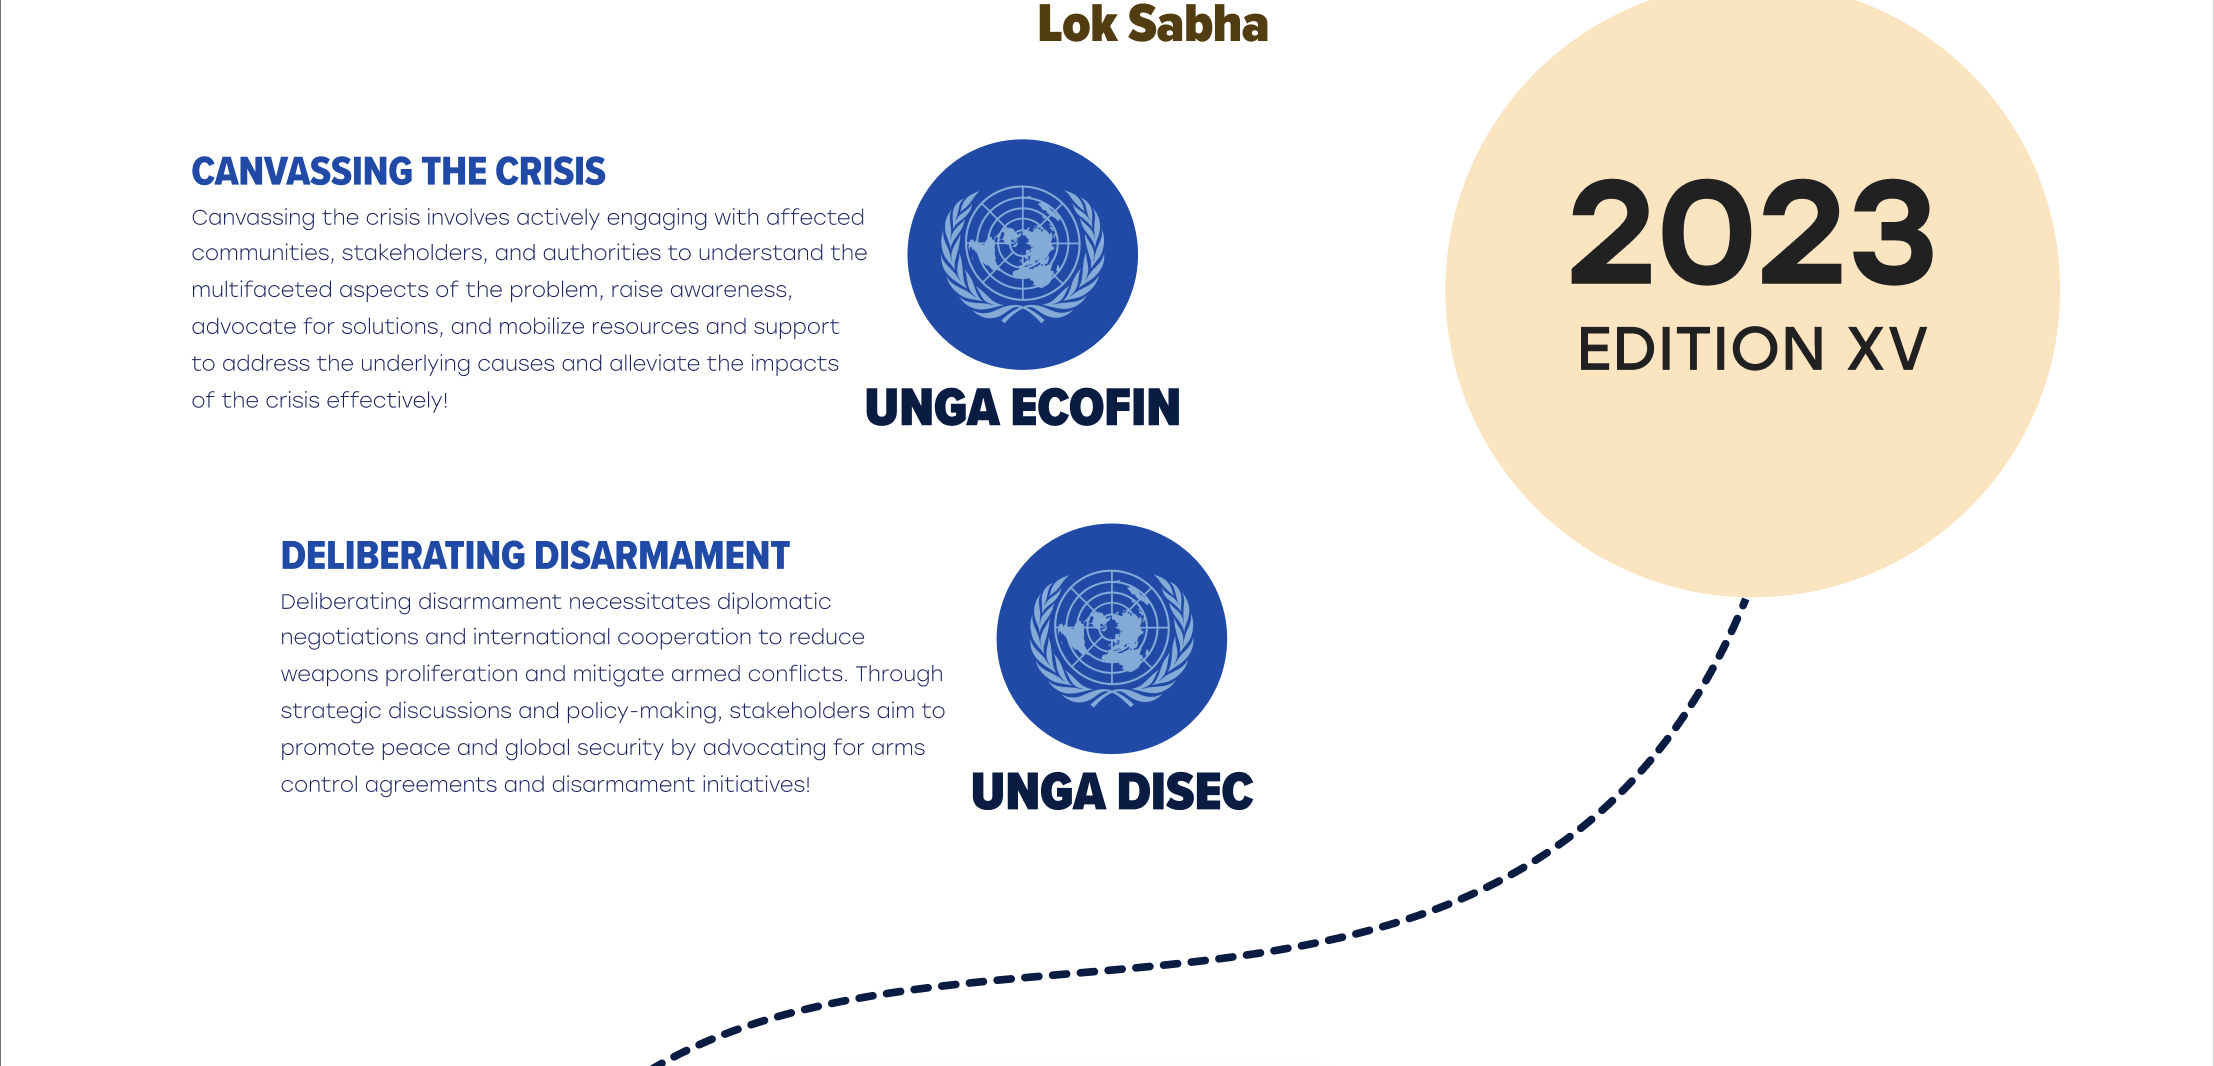 Lok Sabha
CANVASSING THE CRISIS
Canvassing the crisis involves actively engaging with affected
communities, stakeholders, and authorities to understand the
multifaceted aspects of the problem, raise awareness,
advocate for solutions, and mobilize resources and support
to address the underlying causes and alleviate the impacts
of the crisis effectively!
UNGA ECOFIN
2023
EDITION XV
DELIBERATING DISARMAMENT
Deliberating disarmament necessitates diplomatic
negotiations and international cooperation to reduce
weapons proliferation and mitigate armed conflicts. Through
strategic discussions and policy-making, stakeholders aim to
promote peace and global security by advocating for arms
control agreements and disarmament initiatives!
UNGA DISEC